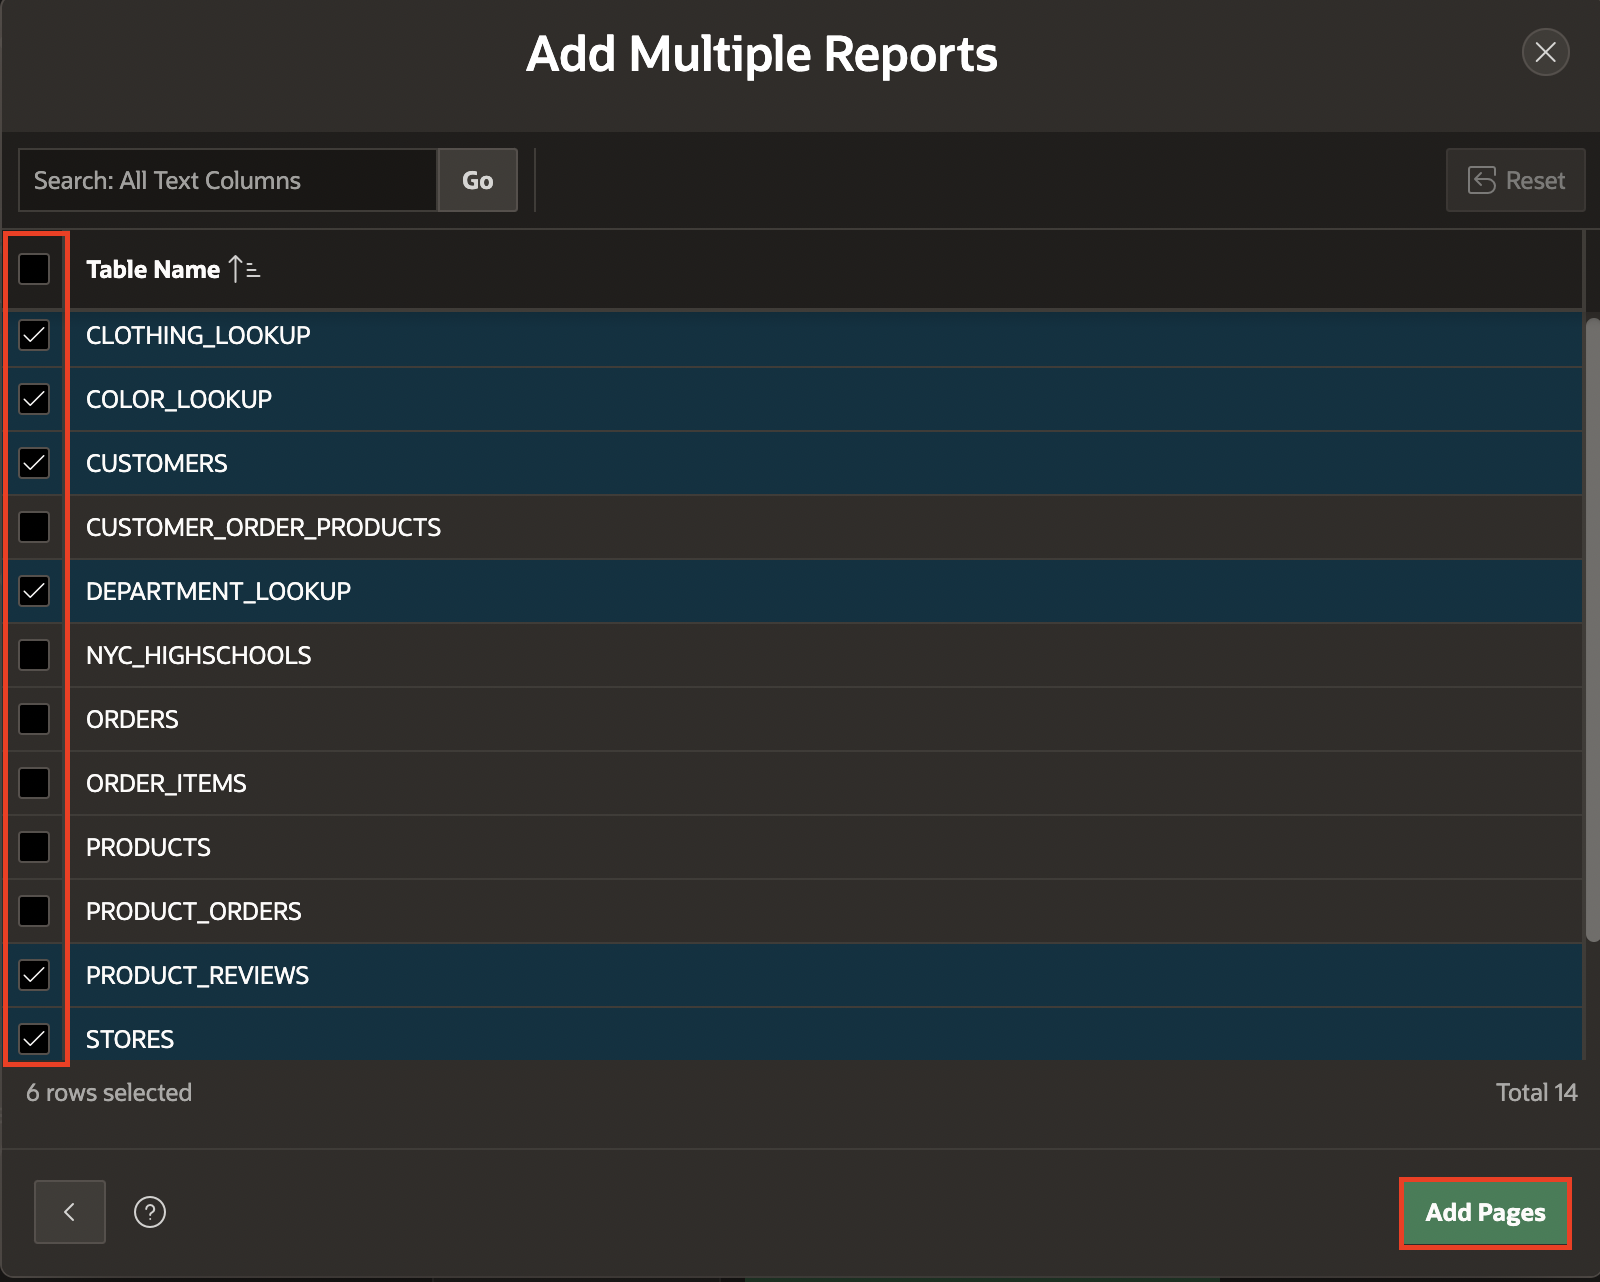 Add Multiple Reports
Search: All Text Columns
Go
Reset
Table Name
CLOTHING_LOOKUP
COLOR_LOOKUP
CUSTOMERS
CUSTOMER_ORDER_PRODUCTS
DEPARTMENT_LOOKUP
NYC_HIGHSCHOOLS
ORDERS
ORDER_ITEMS
PRODUCTS
PRODUCT_ORDERS
PRODUCT_REVIEWS
STORES
6 rows selected
Total 14
Add Pages